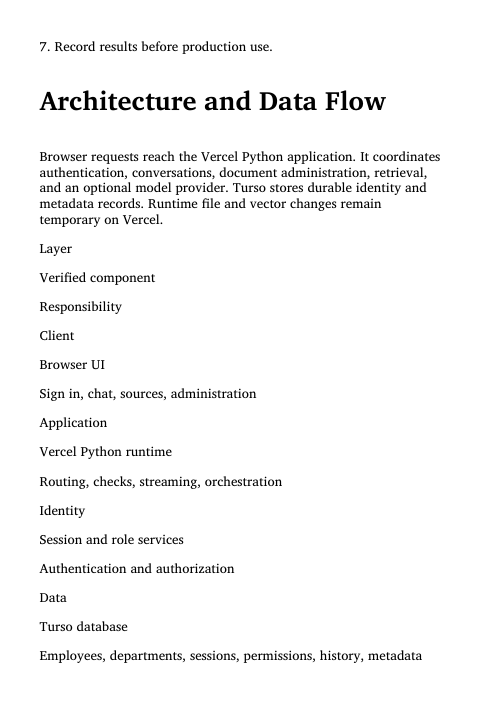 7. Record results before production use.
Architecture and Data Flow
Browser requests reach the Vercel Python application. It coordinates
authentication, conversations, document administration, retrieval,
and an optional model provider. Turso stores durable identity and
metadata records. Runtime file and vector changes remain
temporary on Vercel.
Layer
Verified component
Responsibility
Client
Browser UI
Sign in, chat, sources, administration
Application
Vercel Python runtime
Routing, checks, streaming, orchestration
Identity
Session and role services
Authentication and authorization
Data
Turso database
Employees, departments, sessions, permissions, history, metadata